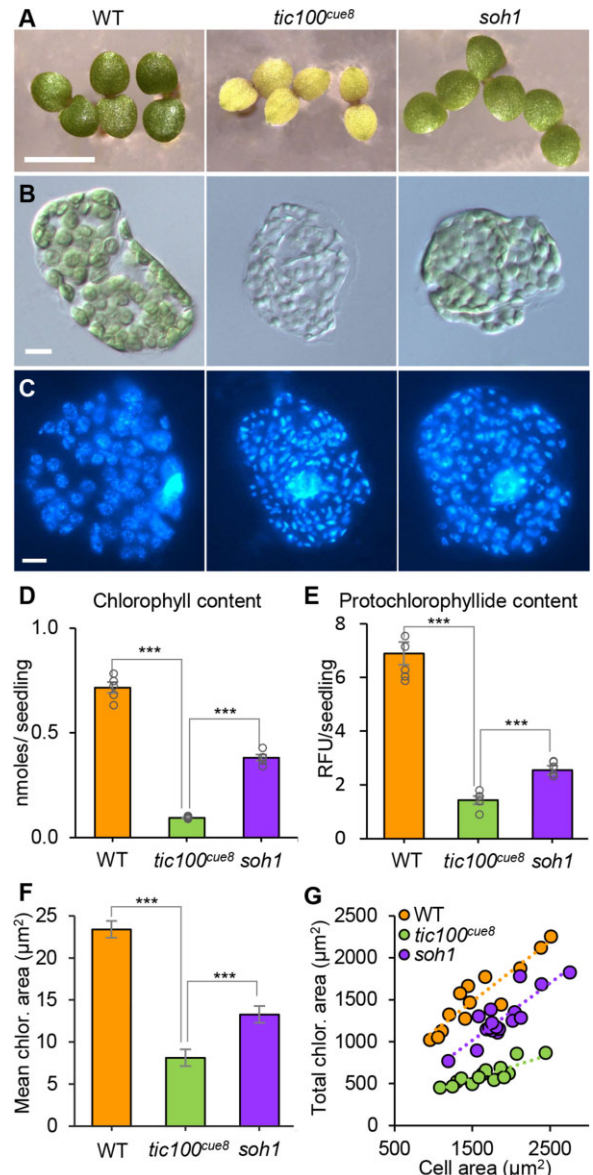 WT tic100cue8 soh1
A
B
C
D Chlorophyll content
1.0
0.5
0.0
nmoles/ seedling
***
***
WT tic100cue8 soh1
E Protochlorophyllide content
8
6
4
2
0
RFU/seedling
***
***
WT tic100cue8 soh1
F
25
20
15
10
5
0
Mean chlor. area (µm²)
***
***
WT tic100cue8 soh1
G
WT
tic100cue8
soh1
2500
2000
1500
1000
500
0
Total chlor. area (µm²)
500 1500 2500
Cell area (µm²)